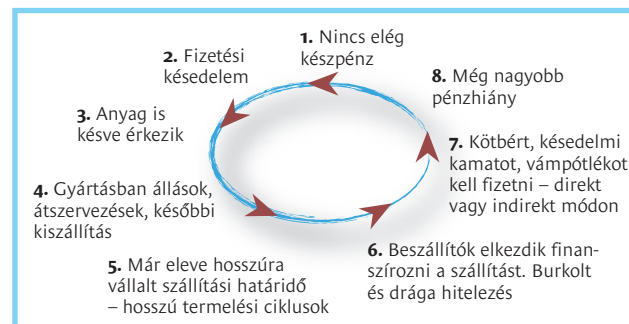 1. Nincs elég
készpénz
2. Fizetési
késedelem
3. Anyag is
késve érkezik
4. Gyártásban állások,
átszervezések, későbbi
kiszállítás
5. Már eleve hosszúra
vállalt szállítási határidő
– hosszú termelési ciklusok
6. Beszállítók elkezdik finan-
szírozni a szállítást. Burkolt
és drága hitelezés
7. Kötbért, késedelmi
kamatot, vámpótlékot
kell fizetni – direkt
vagy indirekt módon
8. Még nagyobb
pénzhiány